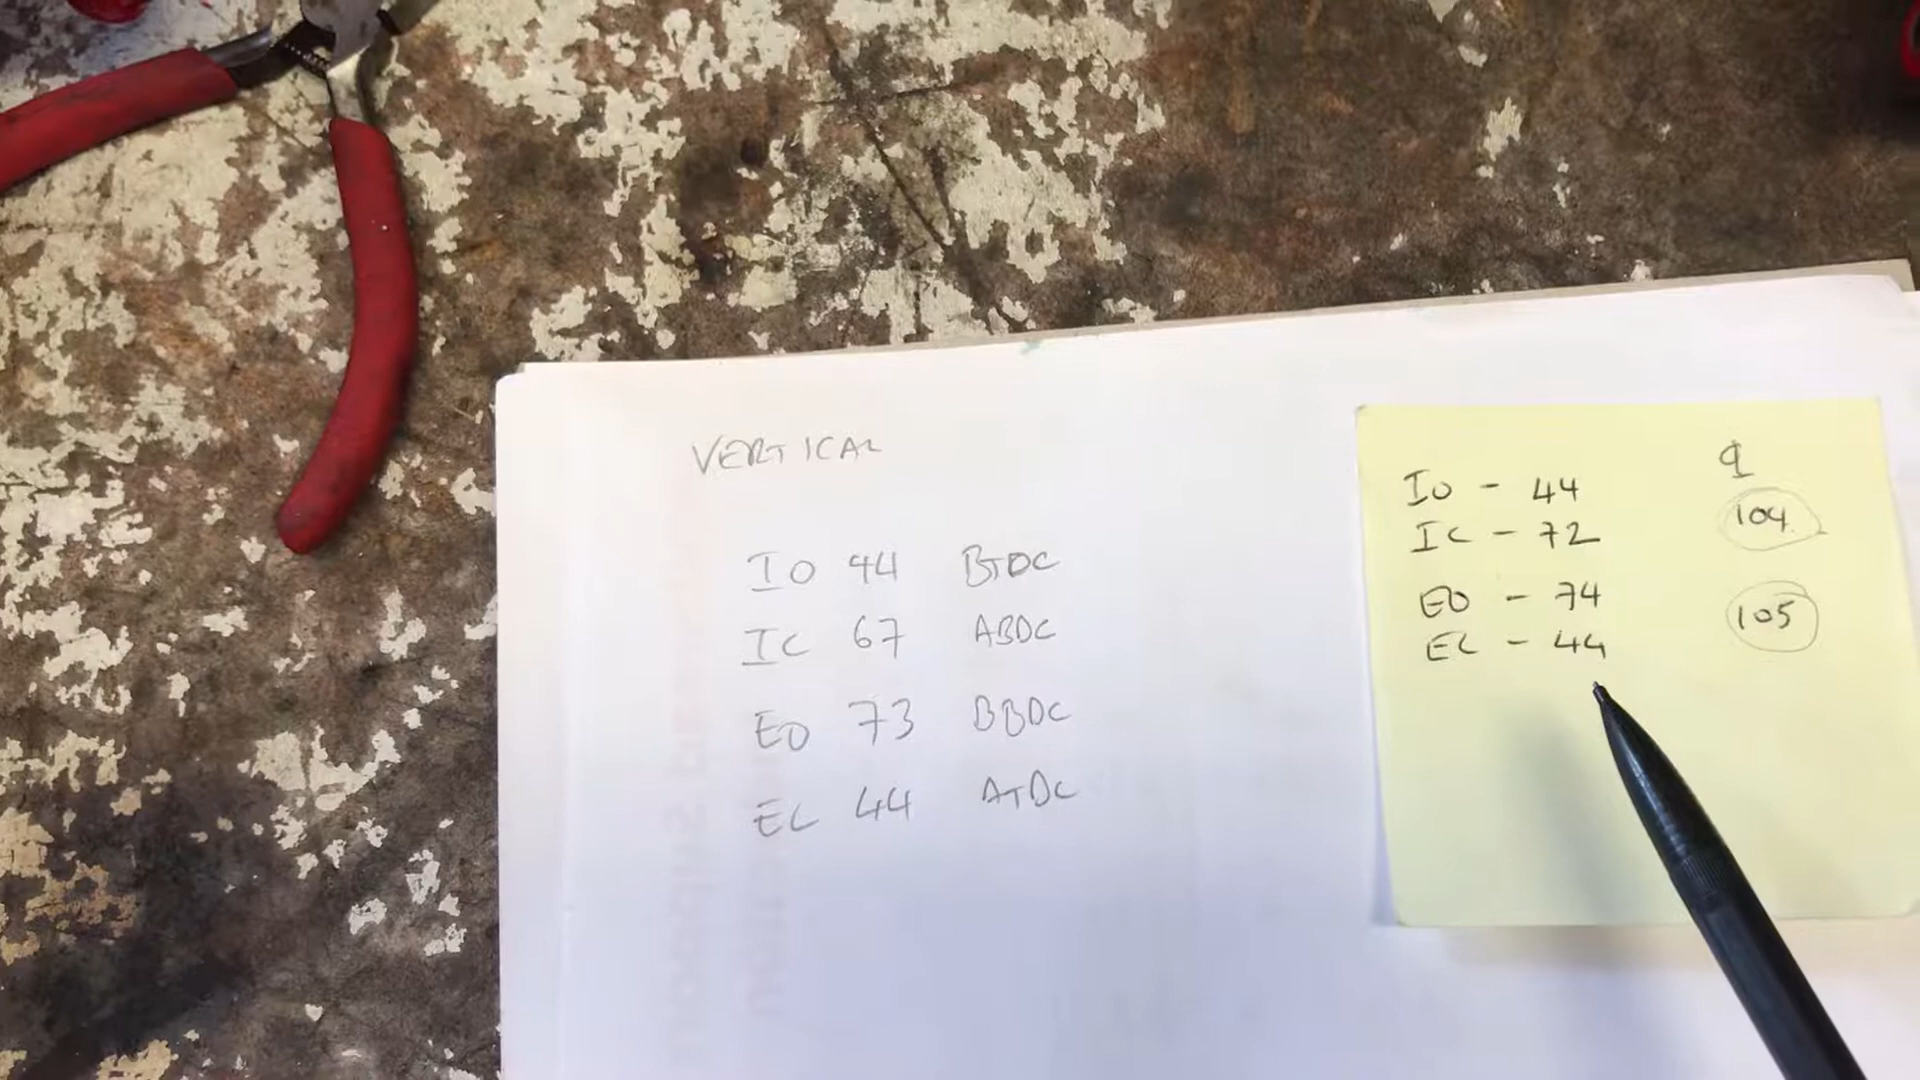 VERTICAL
IO 44 BTDC
IC 67 ABDC
EO 73 BBDC
EC 44 ATDC
IO - 44
IC - 72
104
EO - 74
EC - 44
105